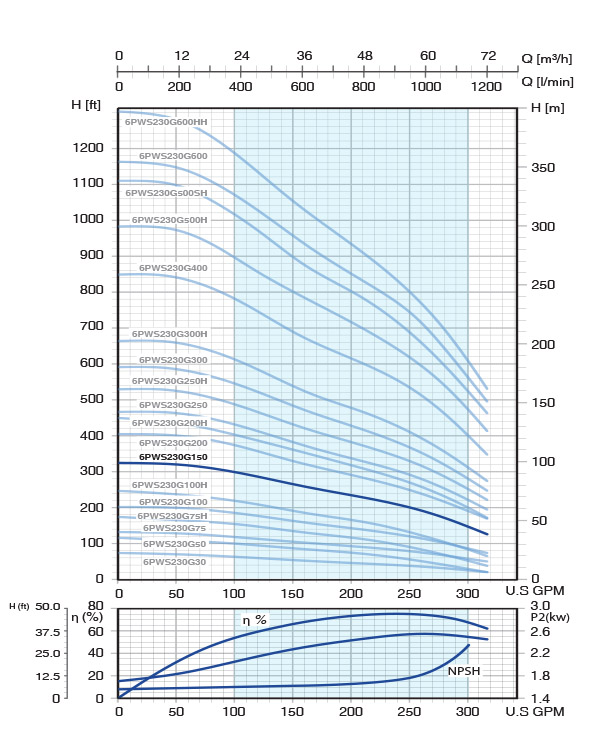 0 12 24 36 48 60 72 Q [m³/h]
0 200 400 600 800 1000 1200 Q [l/min]
H [ft] H [m]
6PWS230G600HH
6PWS230G600
6PWS230Gs00SH
6PWS230Gs00H
6PWS230G400
6PWS230G300H
6PWS230G300
6PWS230G2s0H
6PWS230G2s0
6PWS230G200H
6PWS230G200
6PWS230G1s0
6PWS230G100H
6PWS230G100
6PWS230G7sH
6PWS230G7s
6PWS230Gs0
6PWS230G30
1200
1100
1000
900
800
700
600
500
400
300
200
100
0
350
300
250
200
150
100
50
0
0 50 100 150 200 250 300 U.S GPM
H (ft) 50.0 37.5 25.0 12.5 0
η (%) 80 60 40 20 0
η %
NPSH
3.0 P2(kw) 2.6 2.2 1.8 1.4
0 50 100 150 200 250 300 U.S GPM